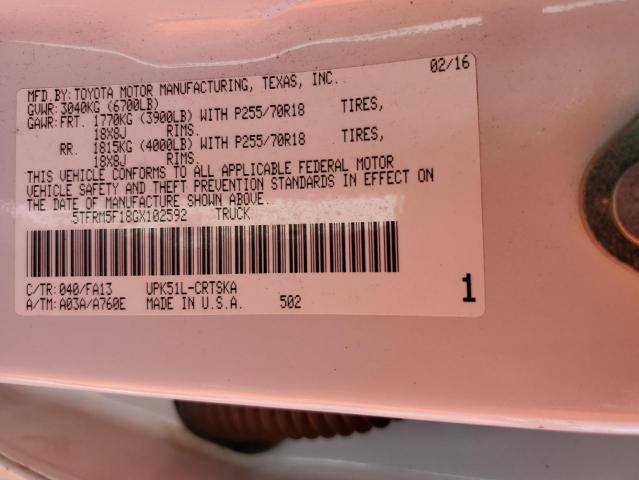 MFD.BY:TOYOTA MOTOR MANUFACTURING, TEXAS, INC. 02/16
GVWR:3040KG (6700LB)
GAWR:FRT. 1770KG (3900LB) WITH P255/70R18 TIRES,
18X8J RIMS.
RR. 1815KG (4000LB) WITH P255/70R18 TIRES,
18X8J RIMS.
THIS VEHICLE CONFORMS TO ALL APPLICABLE FEDERAL MOTOR
VEHICLE SAFETY AND THEFT PREVENTION STANDARDS IN EFFECT ON
THE DATE OF MANUFACTURE SHOWN ABOVE.
5TFRM5F18GX102592 TRUCK
C/TR:040/FA13 UPK51L-CRTSKA
A/TM:A03A/A760E MADE IN U.S.A. 502 1